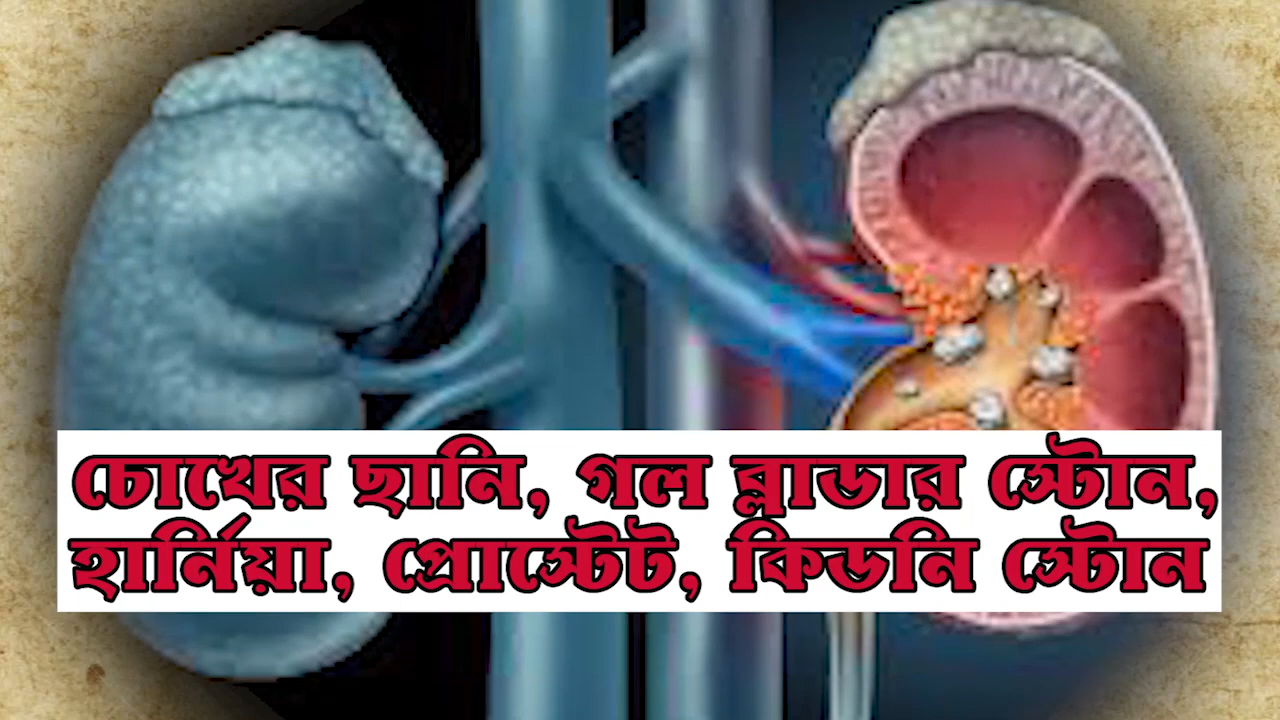 চোখের ছানি, গল ব্লাডার স্টোন,
হার্নিয়া, প্রোস্টেট, কিডনি স্টোন